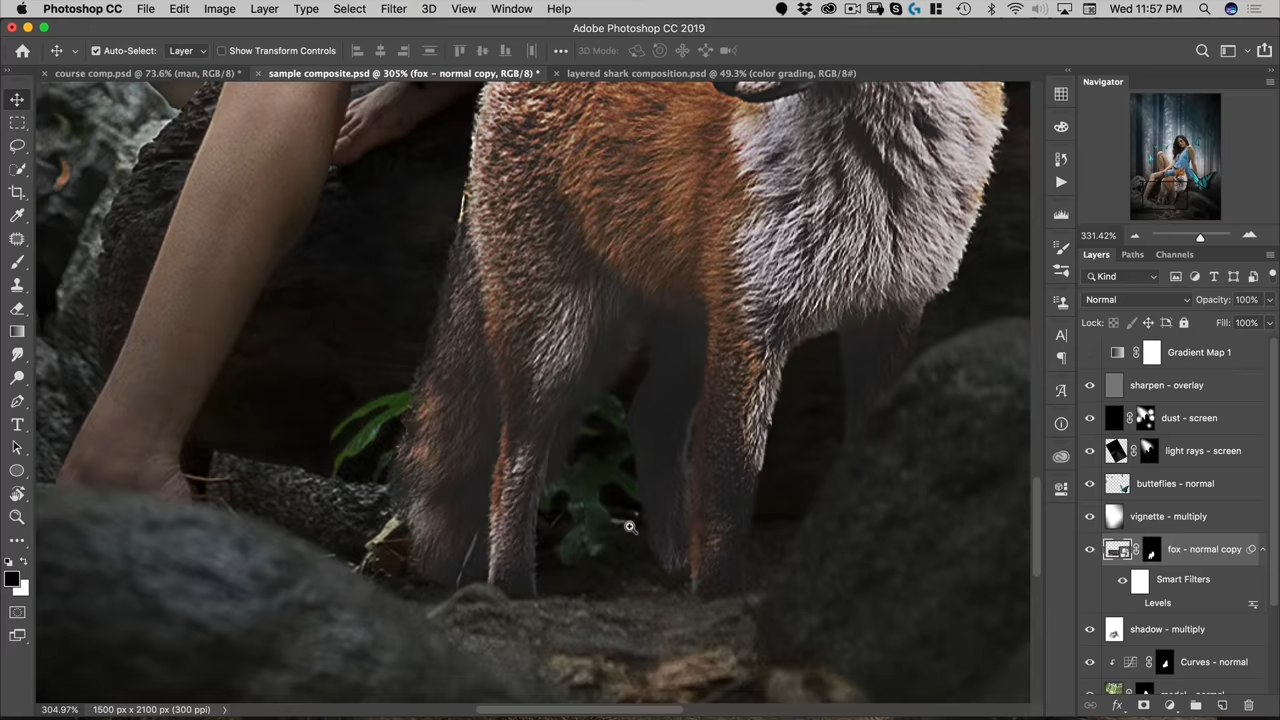 Photoshop CC File Edit Image Layer Type Select Filter 3D View Window Help Wed 11:57 PM
Adobe Photoshop CC 2019
Auto-Select: Layer Show Transform Controls 3D Mode:
course comp.psd @ 73.6% (man, RGB/8) * sample composite.psd @ 305% (fox - normal copy, RGB/8) * layered shark composition.psd @ 49.3% (color grading, RGB/8#)
Navigator
331.42%
Layers Paths Channels
Kind
Normal Opacity: 100%
Lock: Fill: 100%
Gradient Map 1
sharpen - overlay
dust - screen
light rays - screen
butteflies - normal
vignette - multiply
fox - normal copy
Smart Filters
Levels
shadow - multiply
Curves - normal
304.97% 1500 px x 2100 px (300 ppi)